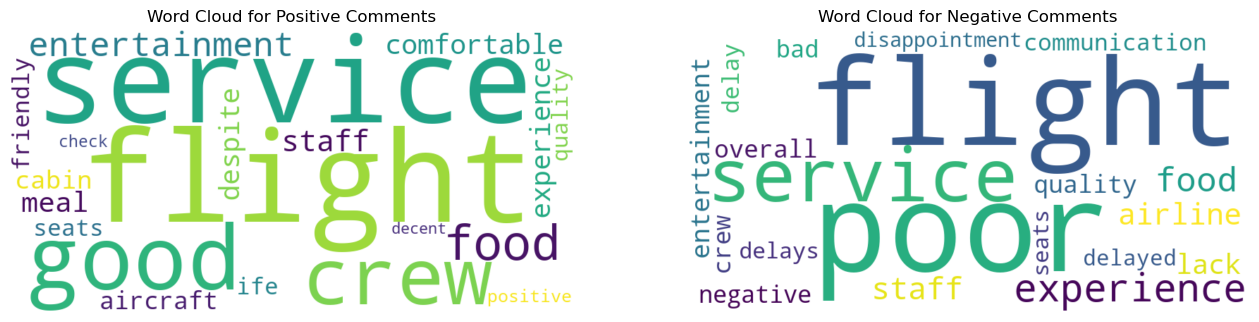 Word Cloud for Positive Comments
entertainment
comfortable
service
friendly
experience
quality
check
despite
staff
flight
cabin
meal
seats
decent
good
food
crew
ife
aircraft
positive
Word Cloud for Negative Comments
disappointment
communication
bad
delay
flight
entertainment
overall
service
quality
food
poor
airline
crew
delays
seats
delayed
lack
negative
staff
experience